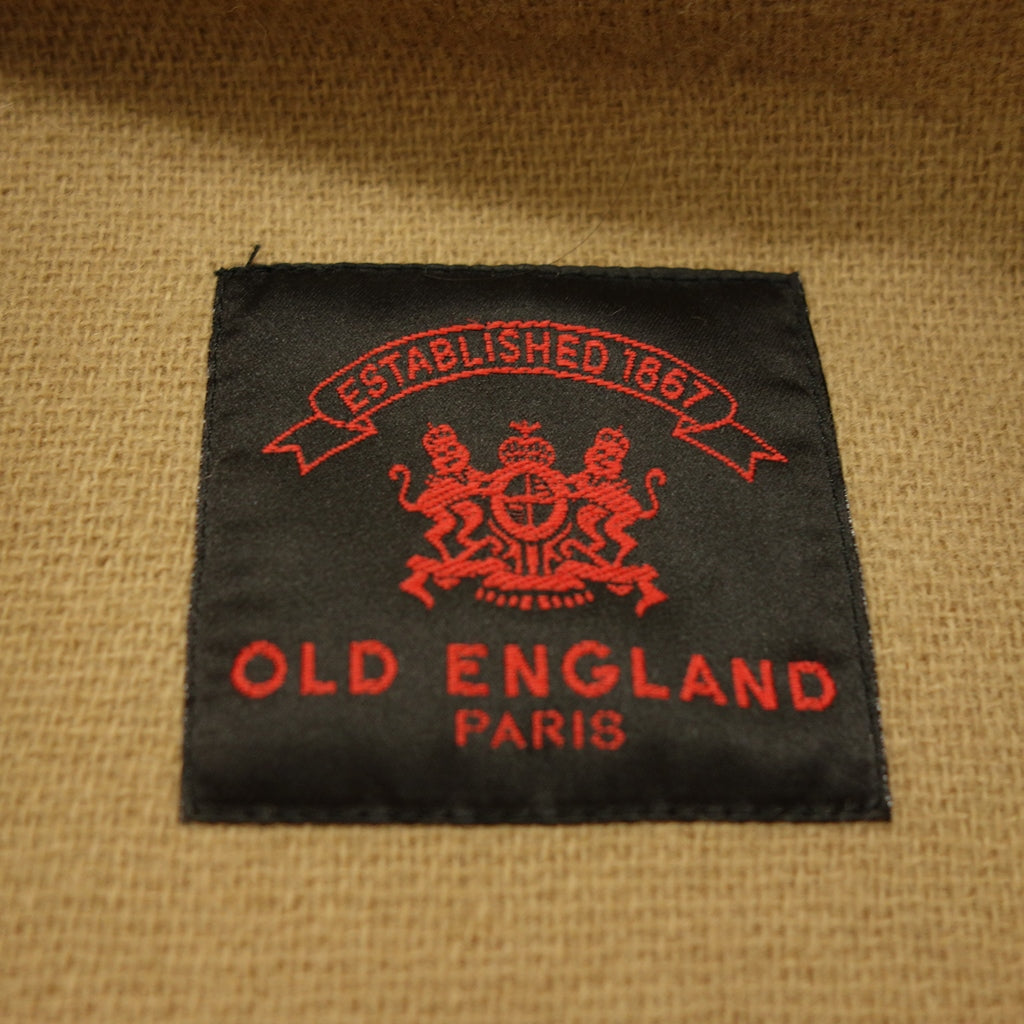 ESTABLISHED 1867
OLD ENGLAND
PARIS